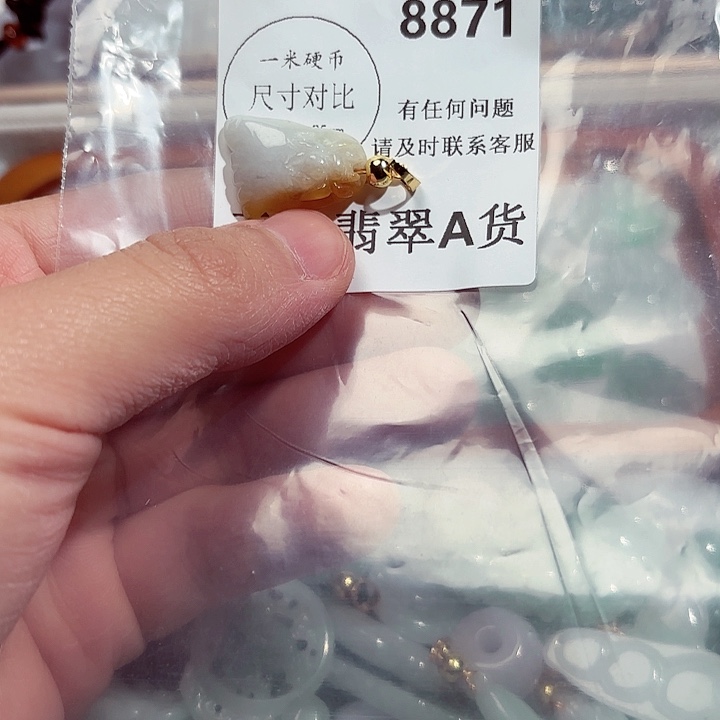 8871
一米硬币
尺寸对比
有任何问题
请及时联系客服
翡翠A货